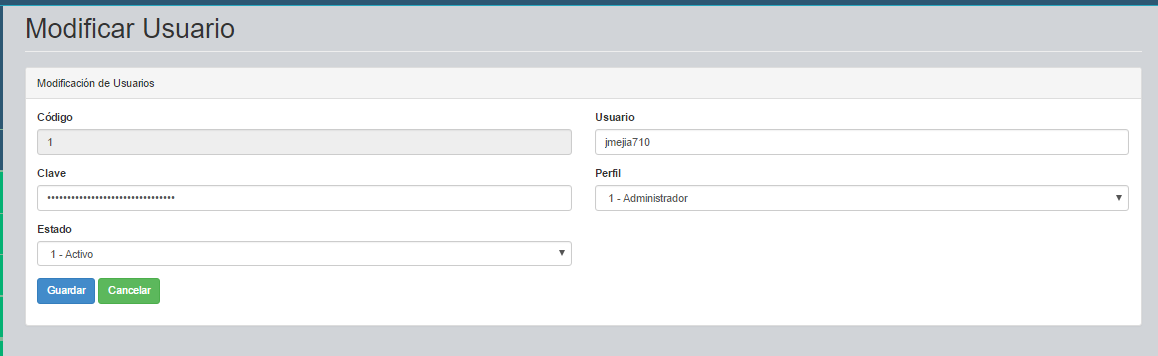 Modificar Usuario
Modificación de Usuarios
Código
Usuario
1
jmejia710
Clave
Perfil
••••••••••••••••••••••••••••••••
1 - Administrador
Estado
1 - Activo
Guardar
Cancelar